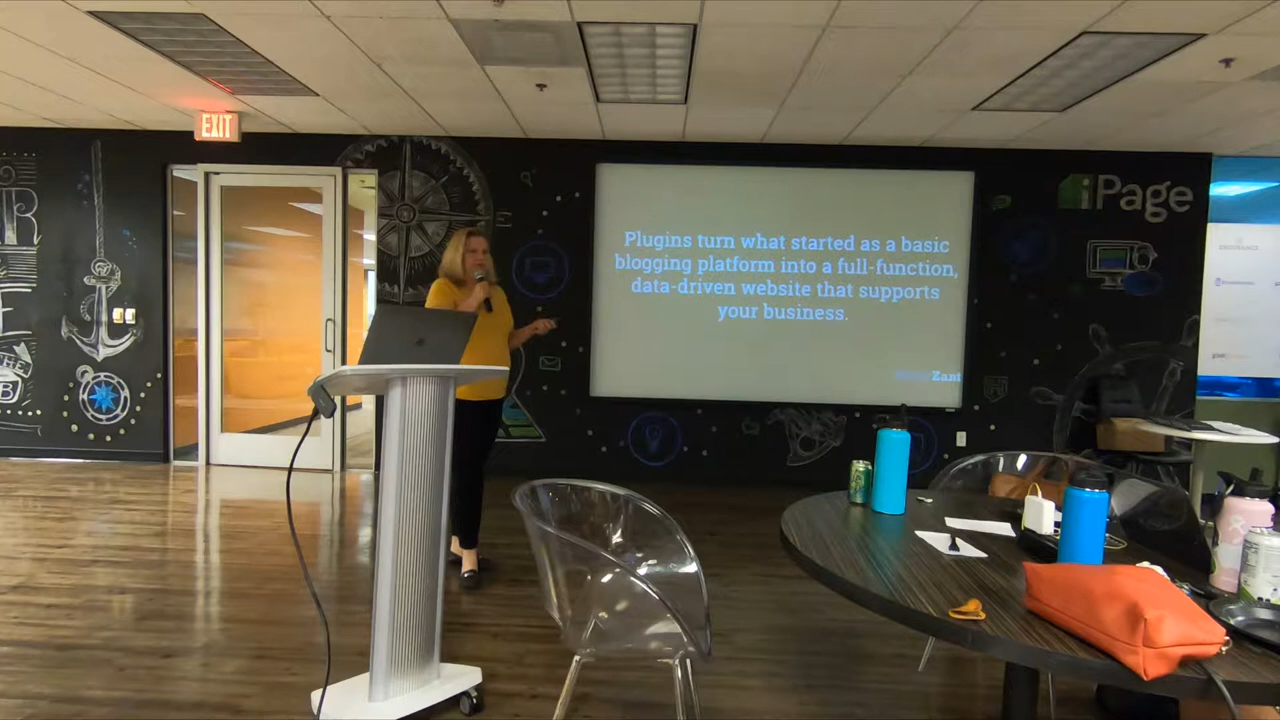 EXIT
R
E
THE
B
E
Plugins turn what started as a basic
blogging platform into a full-function,
data-driven website that supports
your business.
Zant
iPage